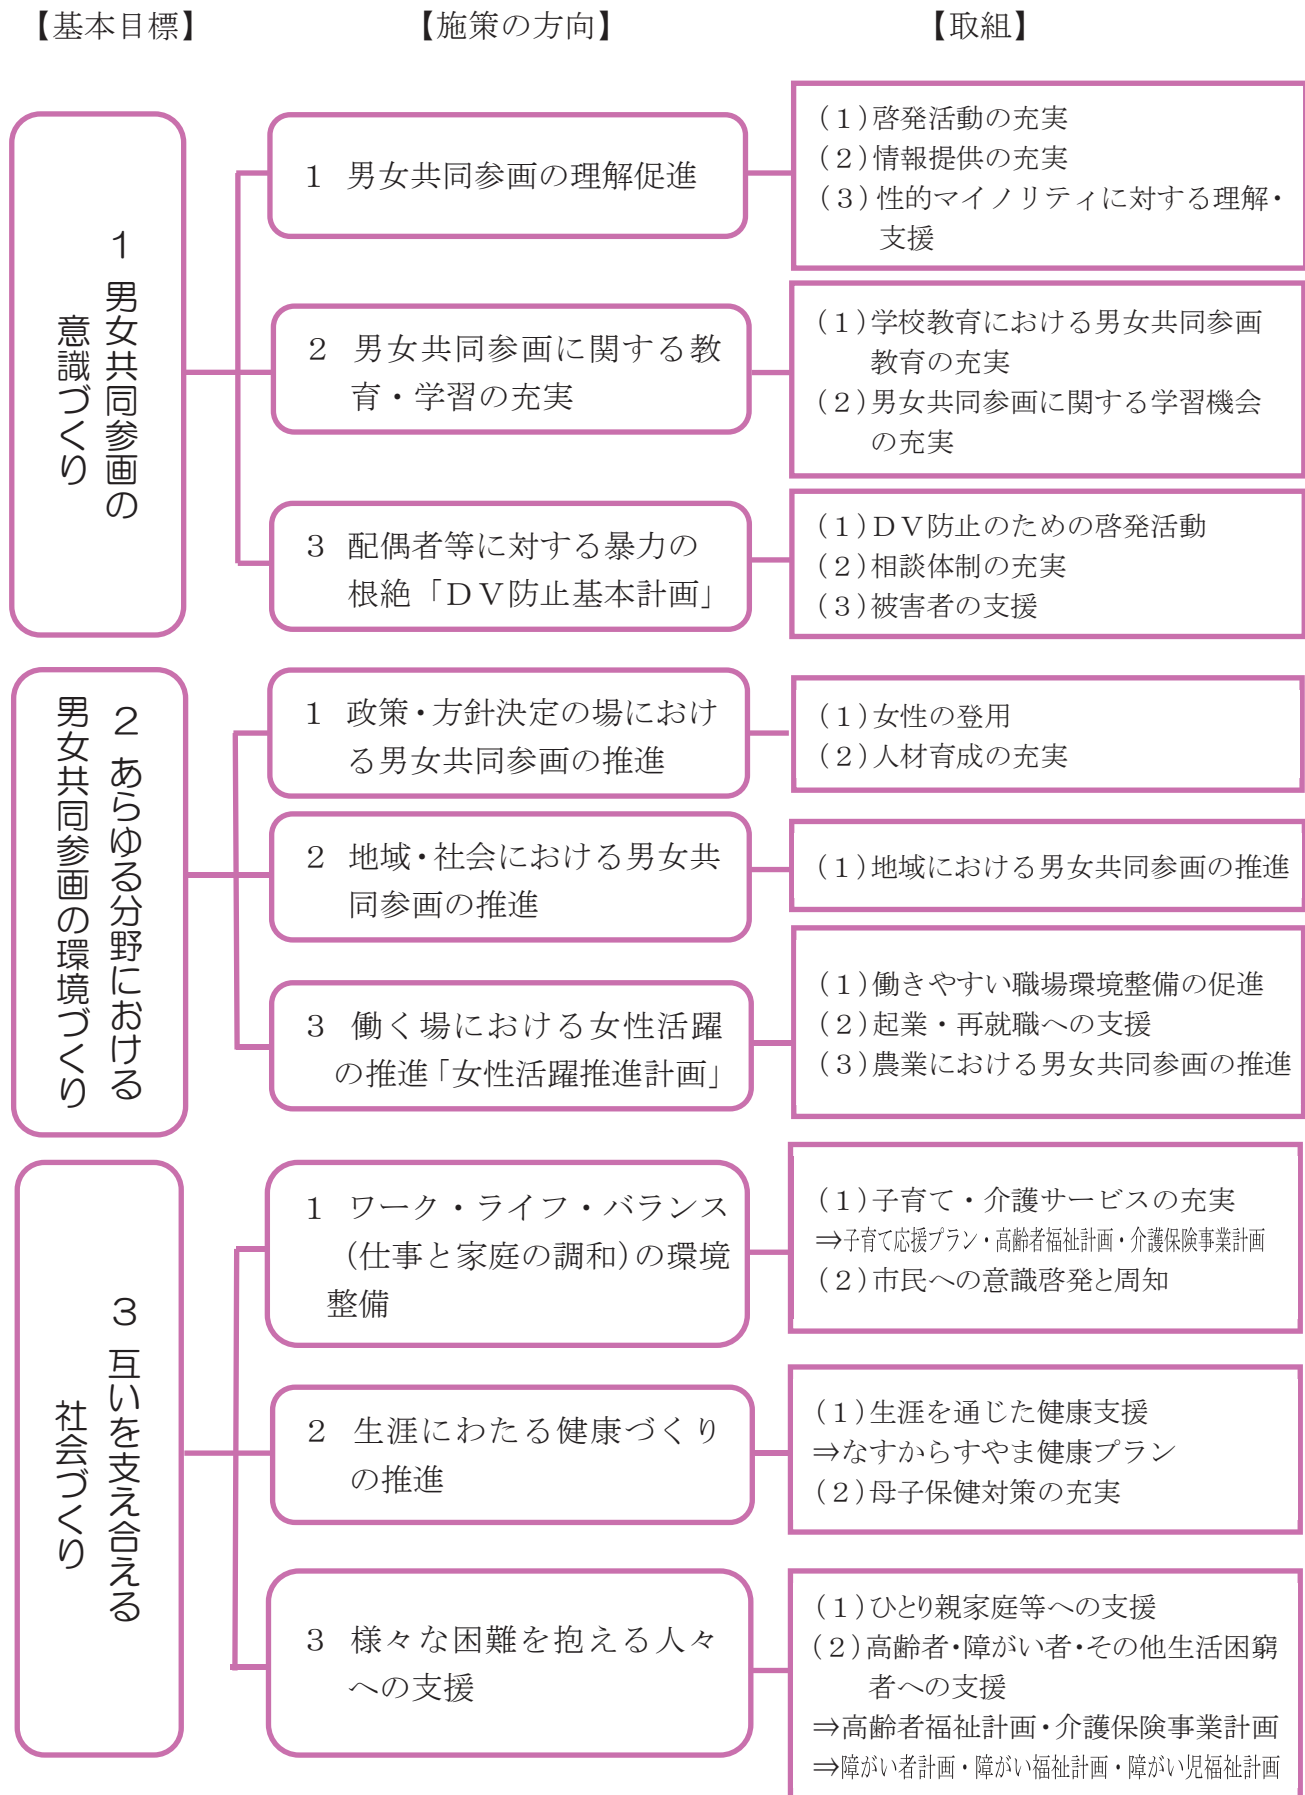 【基本目標】
【施策の方向】
【取組】
1 男女共同参画の
意識づくり
1 男女共同参画の理解促進
(1)啓発活動の充実
(2)情報提供の充実
(3)性的マイノリティに対する理解・
支援
2 男女共同参画に関する教
育・学習の充実
(1)学校教育における男女共同参画
教育の充実
(2)男女共同参画に関する学習機会
の充実
3 配偶者等に対する暴力の
根絶「DV防止基本計画」
(1)DV防止のための啓発活動
(2)相談体制の充実
(3)被害者の支援
2 あらゆる分野における
男女共同参画の環境づくり
1 政策・方針決定の場におけ
る男女共同参画の推進
(1)女性の登用
(2)人材育成の充実
2 地域・社会における男女共
同参画の推進
(1)地域における男女共同参画の推進
3 働く場における女性活躍
の推進「女性活躍推進計画」
(1)働きやすい職場環境整備の促進
(2)起業・再就職への支援
(3)農業における男女共同参画の推進
3 互いを支え合える
社会づくり
1 ワーク・ライフ・バランス
(仕事と家庭の調和)の環境
整備
(1)子育て・介護サービスの充実
⇒子育て応援プラン・高齢者福祉計画・介護保険事業計画
(2)市民への意識啓発と周知
2 生涯にわたる健康づくり
の推進
(1)生涯を通じた健康支援
⇒なすからすやま健康プラン
(2)母子保健対策の充実
3 様々な困難を抱える人々
への支援
(1)ひとり親家庭等への支援
(2)高齢者・障がい者・その他生活困窮
者への支援
⇒高齢者福祉計画・介護保険事業計画
⇒障がい者計画・障がい福祉計画・障がい児福祉計画